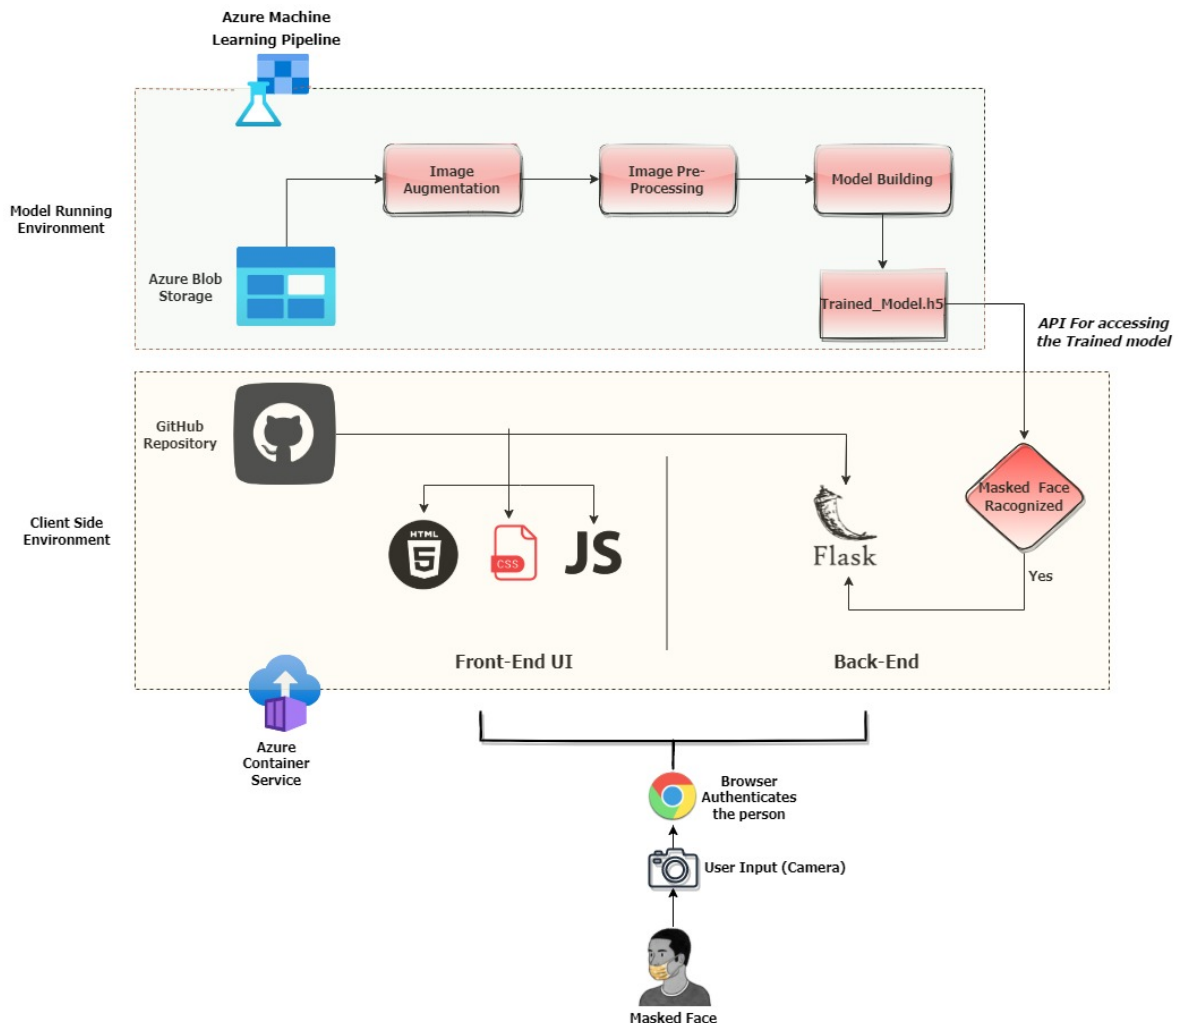 Azure Machine
Learning Pipeline
Model Running
Environment
Image
Augmentation
Image Pre-
Processing
Model Building
Azure Blob
Storage
Trained_Model.h5
API For accessing
the Trained model
GitHub
Repository
Client Side
Environment
HTML
5
CSS
JS
Flask
Masked Face
Racognized
Yes
Front-End UI
Back-End
Azure
Container
Service
Browser
Authenticates
the person
User Input (Camera)
Masked Face